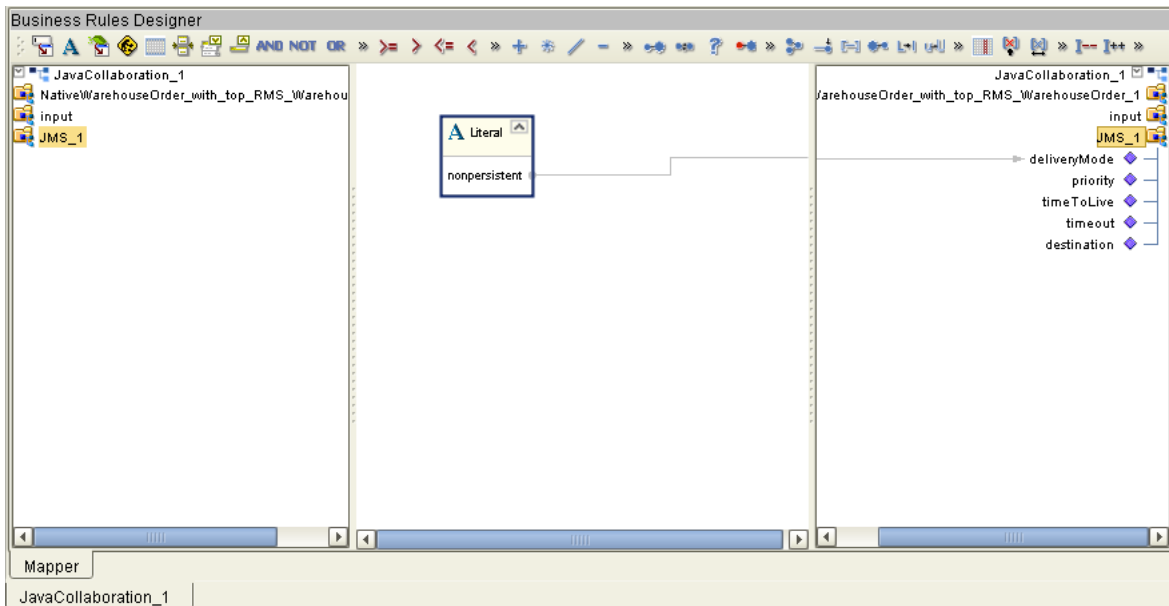 Business Rules Designer
A AND NOT OR » >= > <= < » + * / - » ? » » » I-- I++ »
JavaCollaboration_1
NativeWarehouseOrder_with_top_RMS_Warehou
input
JMS_1
A Literal
nonpersistent
JavaCollaboration_1
WarehouseOrder_with_top_RMS_WarehouseOrder_1
input
JMS_1
deliveryMode
priority
timeToLive
timeout
destination
Mapper
JavaCollaboration_1